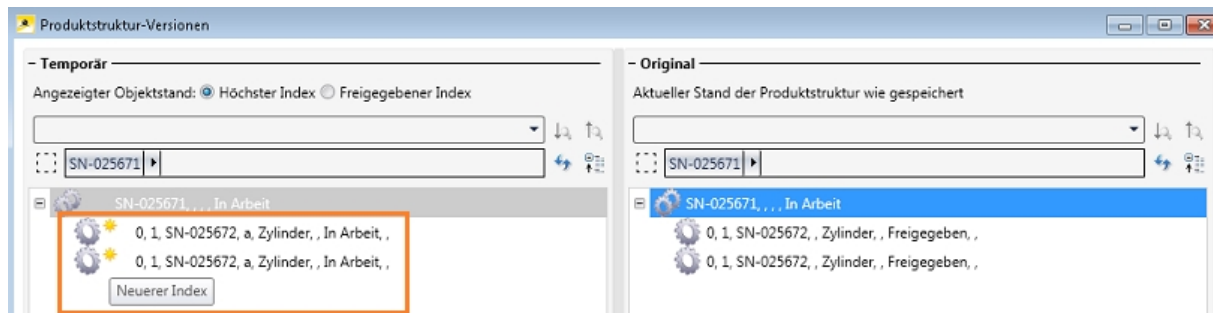 Produktstruktur-Versionen
– Temporär
Angezeigter Objektstand: Höchster Index Freigegebener Index
SN-025671
SN-025671, , , , In Arbeit
0, 1, SN-025672, a, Zylinder, , In Arbeit, ,
0, 1, SN-025672, a, Zylinder, , In Arbeit, ,
Neuerer Index
– Original
Aktueller Stand der Produktstruktur wie gespeichert
SN-025671
SN-025671, , , , In Arbeit
0, 1, SN-025672, , Zylinder, , Freigegeben, ,
0, 1, SN-025672, , Zylinder, , Freigegeben, ,